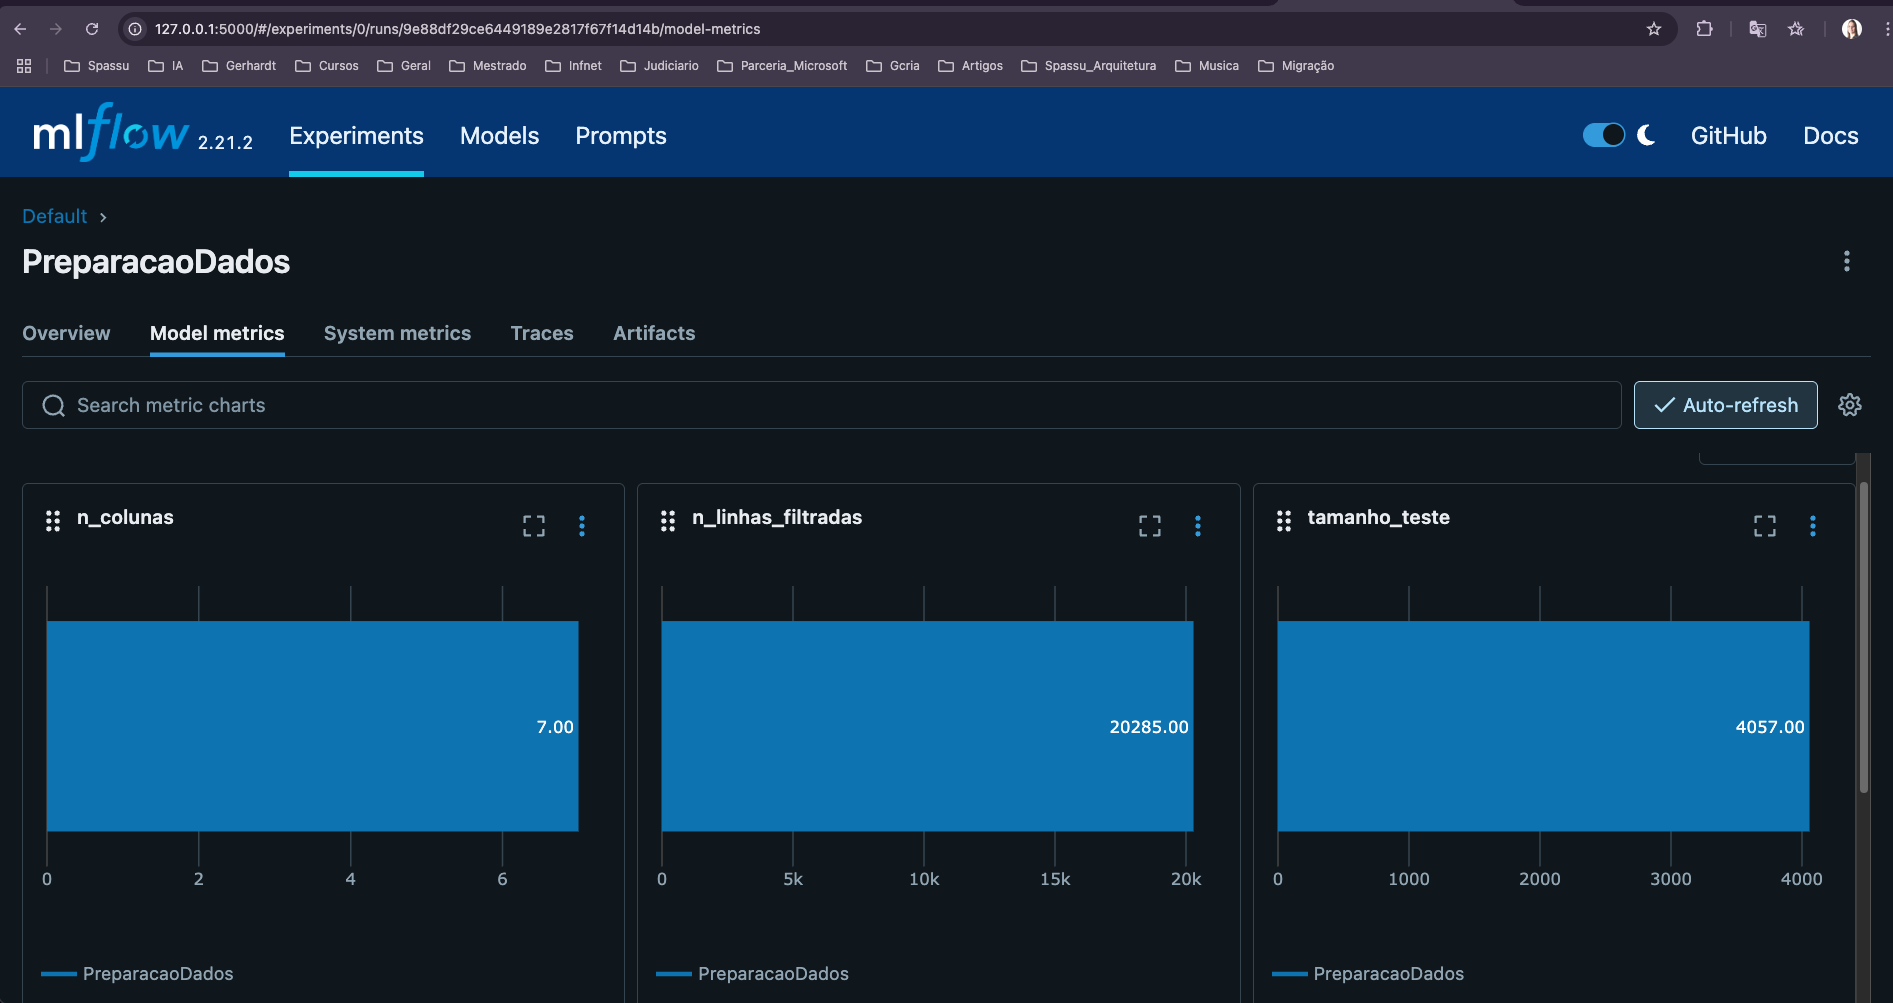 127.0.0.1:5000/#/experiments/0/runs/9e88df29ce6449189e2817f67f14d14b/model-metrics
Spassu IA Gerhardt Cursos Geral Mestrado Infnet Judiciario Parceria_Microsoft Gcria Artigos Spassu_Arquitetura Musica Migração
mlflow 2.21.2 Experiments Models Prompts GitHub Docs
Default
PreparacaoDados
Overview Model metrics System metrics Traces Artifacts
Search metric charts Auto-refresh
n_colunas
7.00
0 2 4 6
PreparacaoDados
n_linhas_filtradas
20285.00
0 5k 10k 15k 20k
PreparacaoDados
tamanho_teste
4057.00
0 1000 2000 3000 4000
PreparacaoDados